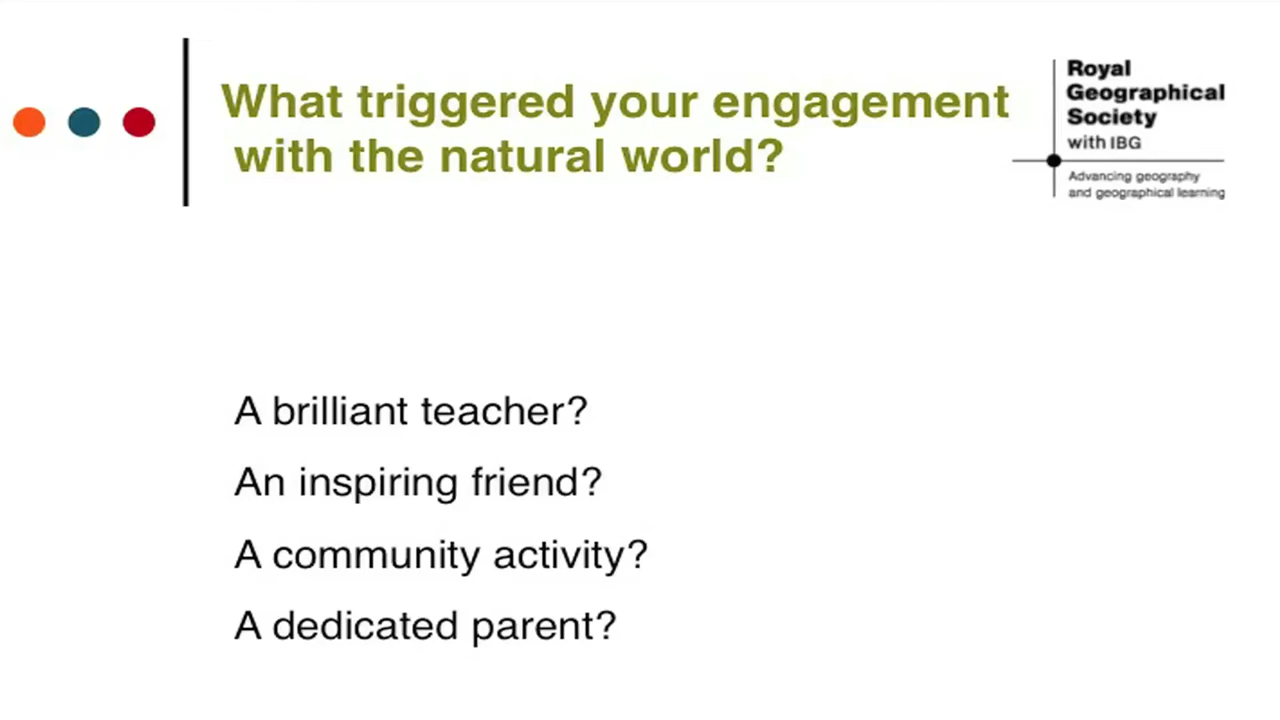 What triggered your engagement
with the natural world?
Royal
Geographical
Society
with IBG
Advancing geography
and geographical learning
A brilliant teacher?
An inspiring friend?
A community activity?
A dedicated parent?